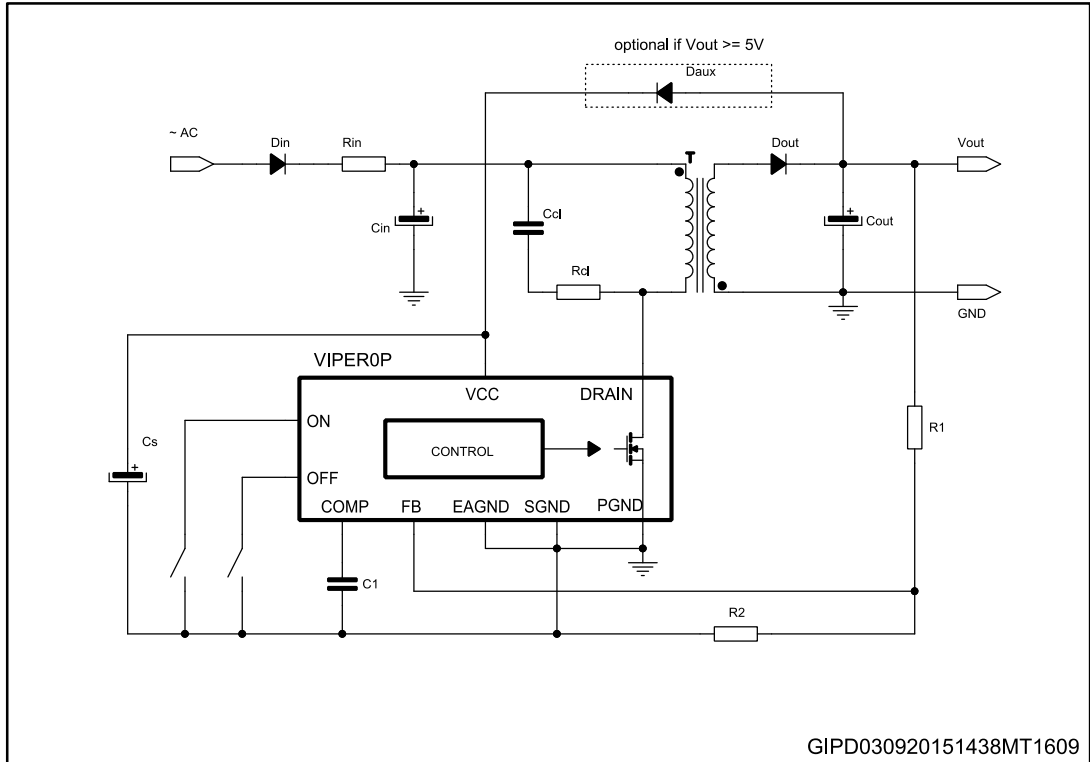 optional if Vout >= 5V
Daux
~ AC
Din
Rin
T
Dout
Vout
Cin
+
Ccl
+
Cout
Rcl
GND
VIPER0P
VCC
DRAIN
ON
R1
Cs
+
CONTROL
OFF
COMP
FB
EAGND
SGND
PGND
C1
R2
GIPD030920151438MT1609